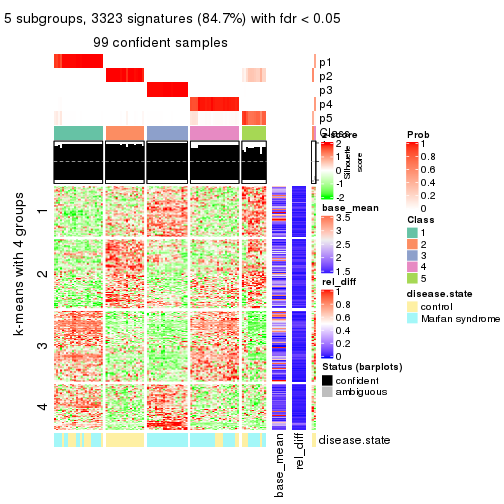 5 subgroups, 3323 signatures (84.7%) with fdr < 0.05
99 confident samples
p1
p2
p3
p4
p5
Class
Silhouette
score
k-means with 4 groups
1
2
3
4
base_mean
rel_diff
disease.state
z-score
2
1
0
-1
-2
base_mean
3.5
3
2.5
2
1.5
rel_diff
1
0.8
0.6
0.4
0.2
0
Status (barplots)
confident
ambiguous
Prob
1
0.8
0.6
0.4
0.2
0
Class
1
2
3
4
5
disease.state
control
Marfan syndrome